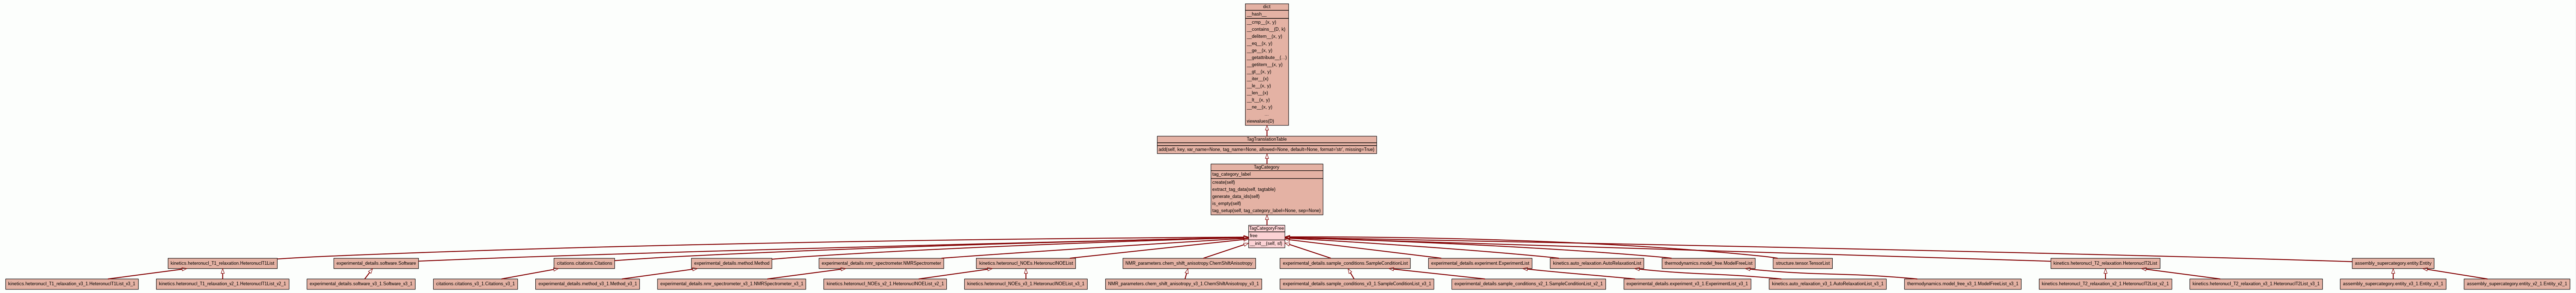 dict
__hash__
__cmp__(x, y)
__contains__(D, k)
__delitem__(x, y)
__eq__(x, y)
__ge__(x, y)
__getattribute__(...)
__getitem__(x, y)
__gt__(x, y)
__iter__(x)
__le__(x, y)
__len__(x)
__lt__(x, y)
__ne__(x, y)
...
viewvalues(D)
TagTranslationTable
add(self, key, var_name=None, tag_name=None, allowed=None, default=None, format='str', missing=True)
TagCategory
tag_category_label
create(self)
extract_tag_data(self, tagtable)
generate_data_ids(self)
is_empty(self)
tag_setup(self, tag_category_label=None, sep=None)
TagCategoryFree
free
__init__(self, sf)
kinetics.heteronucl_T1_relaxation.HeteronuclT1List
experimental_details.software.Software
citations.citations.Citations
experimental_details.method.Method
experimental_details.nmr_spectrometer.NMRSpectrometer
kinetics.heteronucl_NOEs.HeteronuclNOEList
NMR_parameters.chem_shift_anisotropy.ChemShiftAnisotropy
experimental_details.sample_conditions.SampleConditionList
experimental_details.experiment.ExperimentList
kinetics.auto_relaxation.AutoRelaxationList
thermodynamics.model_free.ModelFreeList
structure.tensor.TensorList
kinetics.heteronucl_T2_relaxation.HeteronuclT2List
assembly_supercategory.entity.Entity
kinetics.heteronucl_T1_relaxation_v3_1.HeteronuclT1List_v3_1
kinetics.heteronucl_T1_relaxation_v2_1.HeteronuclT1List_v2_1
experimental_details.software_v3_1.Software_v3_1
citations.citations_v3_1.Citations_v3_1
experimental_details.method_v3_1.Method_v3_1
experimental_details.nmr_spectrometer_v3_1.NMRSpectrometer_v3_1
kinetics.heteronucl_NOEs_v2_1.HeteronuclNOEList_v2_1
kinetics.heteronucl_NOEs_v3_1.HeteronuclNOEList_v3_1
NMR_parameters.chem_shift_anisotropy_v3_1.ChemShiftAnisotropy_v3_1
experimental_details.sample_conditions_v3_1.SampleConditionList_v3_1
experimental_details.sample_conditions_v2_1.SampleConditionList_v2_1
experimental_details.experiment_v3_1.ExperimentList_v3_1
kinetics.auto_relaxation_v3_1.AutoRelaxationList_v3_1
thermodynamics.model_free_v3_1.ModelFreeList_v3_1
kinetics.heteronucl_T2_relaxation_v2_1.HeteronuclT2List_v2_1
kinetics.heteronucl_T2_relaxation_v3_1.HeteronuclT2List_v3_1
assembly_supercategory.entity_v3_1.Entity_v3_1
assembly_supercategory.entity_v2_1.Entity_v2_1